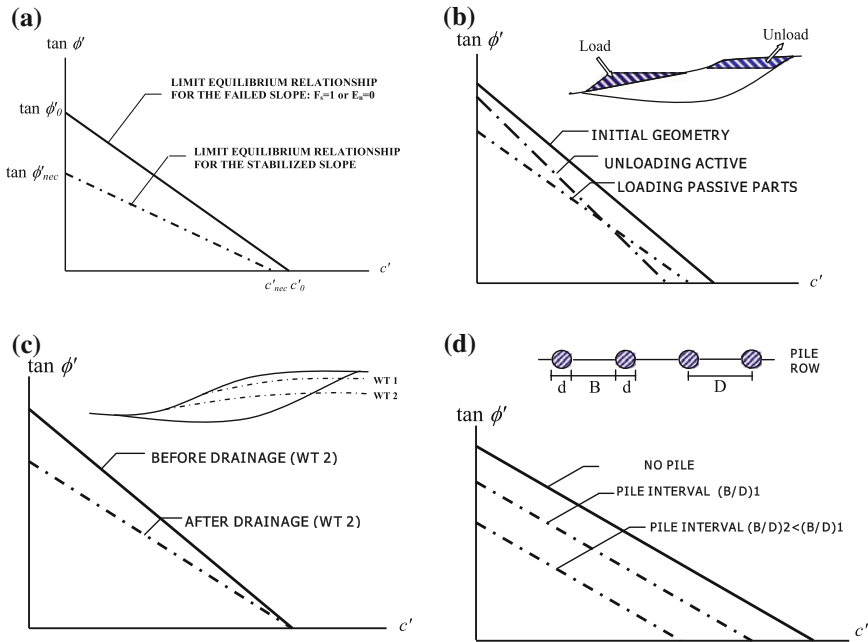 (a)
tan ϕ′
LIMIT EQUILIBRIUM RELATIONSHIP
FOR THE FAILED SLOPE: Fs=1 or En=0
tan ϕ′0
LIMIT EQUILIBRIUM RELATIONSHIP
FOR THE STABILIZED SLOPE
tan ϕ′nec
c′
c′nec c′0
(b)
tan ϕ′
Load
Unload
INITIAL GEOMETRY
UNLOADING ACTIVE
LOADING PASSIVE PARTS
c′
(c)
tan ϕ′
WT 1
WT 2
BEFORE DRAINAGE (WT 2)
AFTER DRAINAGE (WT 2)
c′
(d)
PILE
ROW
d B d D
tan ϕ′
NO PILE
PILE INTERVAL (B/D)1
PILE INTERVAL (B/D)2<(B/D)1
c′